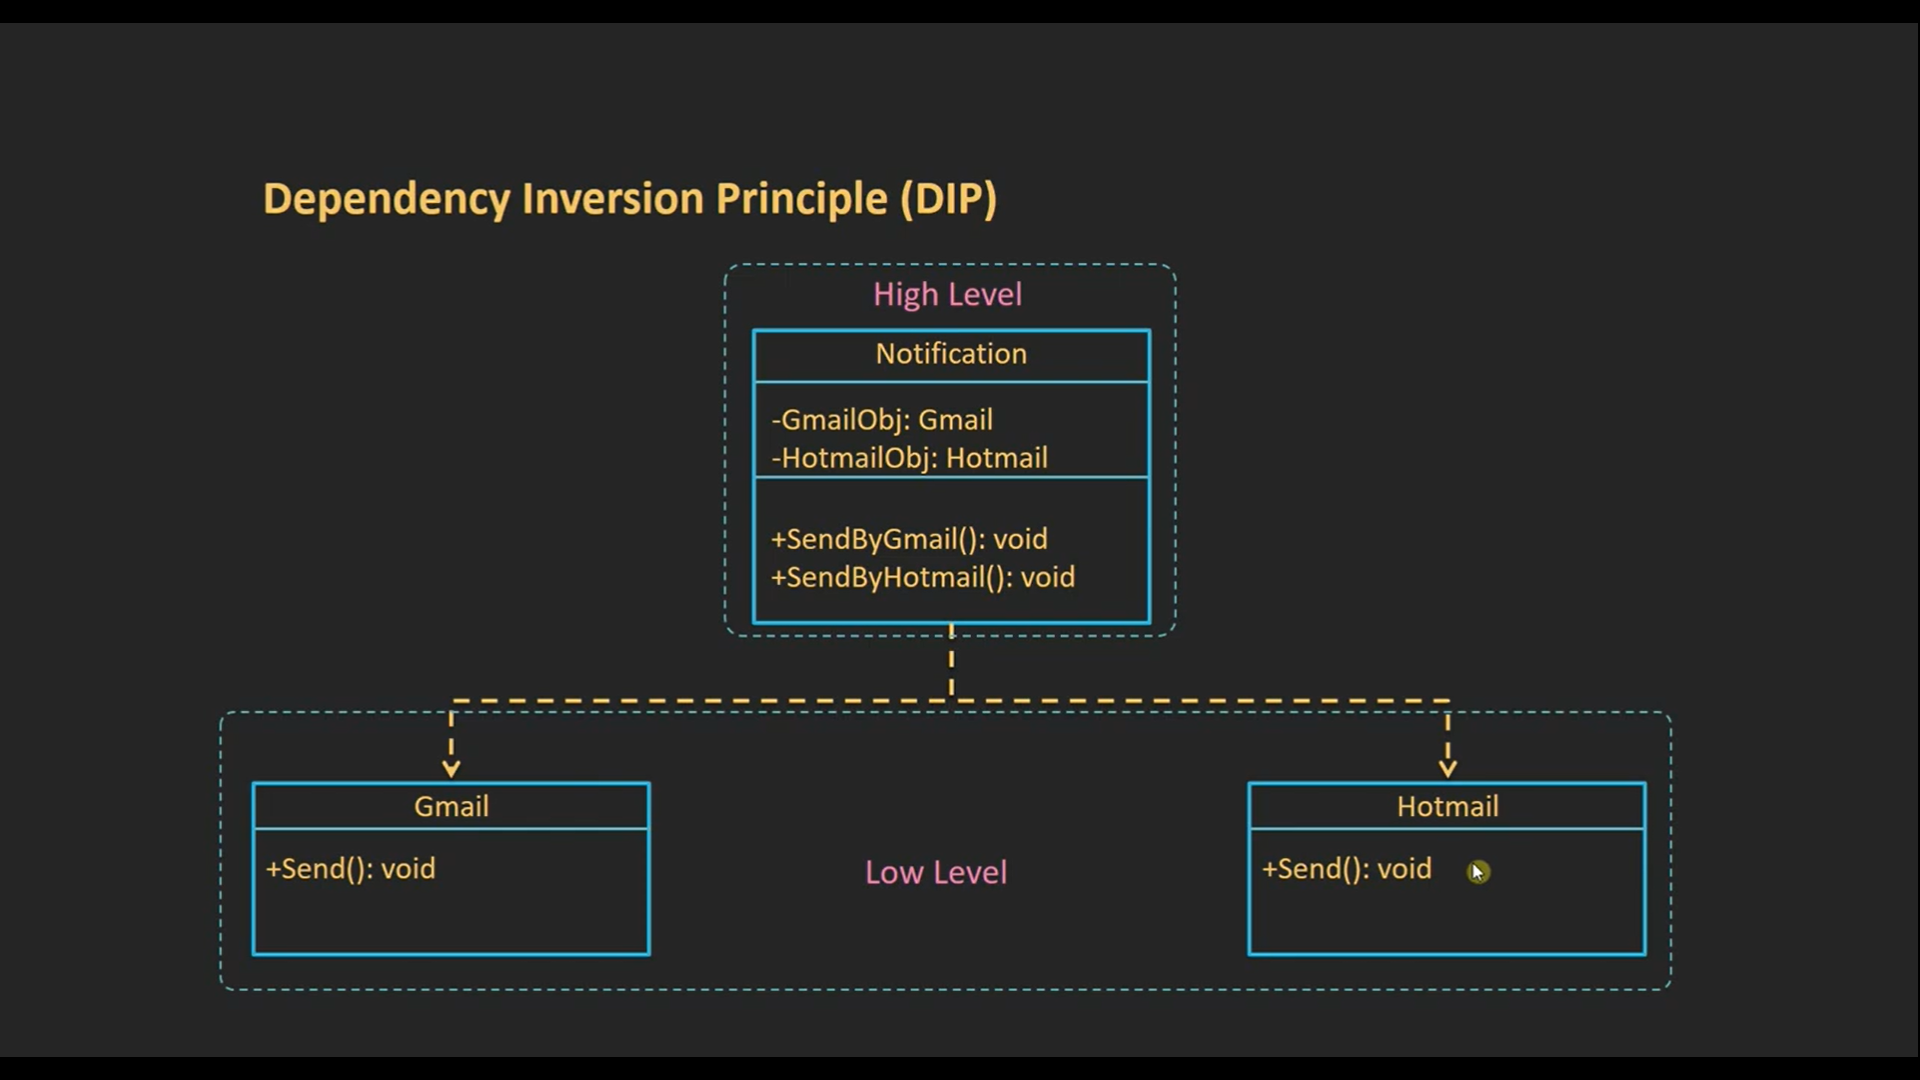 Dependency Inversion Principle (DIP)
High Level
Notification
-GmailObj: Gmail
-HotmailObj: Hotmail
+SendByGmail(): void
+SendByHotmail(): void
Gmail
+Send(): void
Low Level
Hotmail
+Send(): void